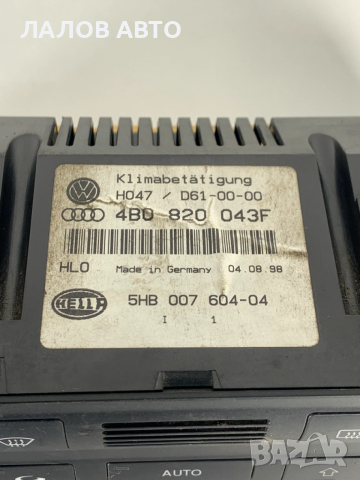 ЛАЛОВ АВТО
Klimabetätigung
H047 / D61-00-00
4B0 820 043F
HLO Made in Germany 04.08.98
HELLA 5HB 007 604-04
I 1
AUTO
bazar